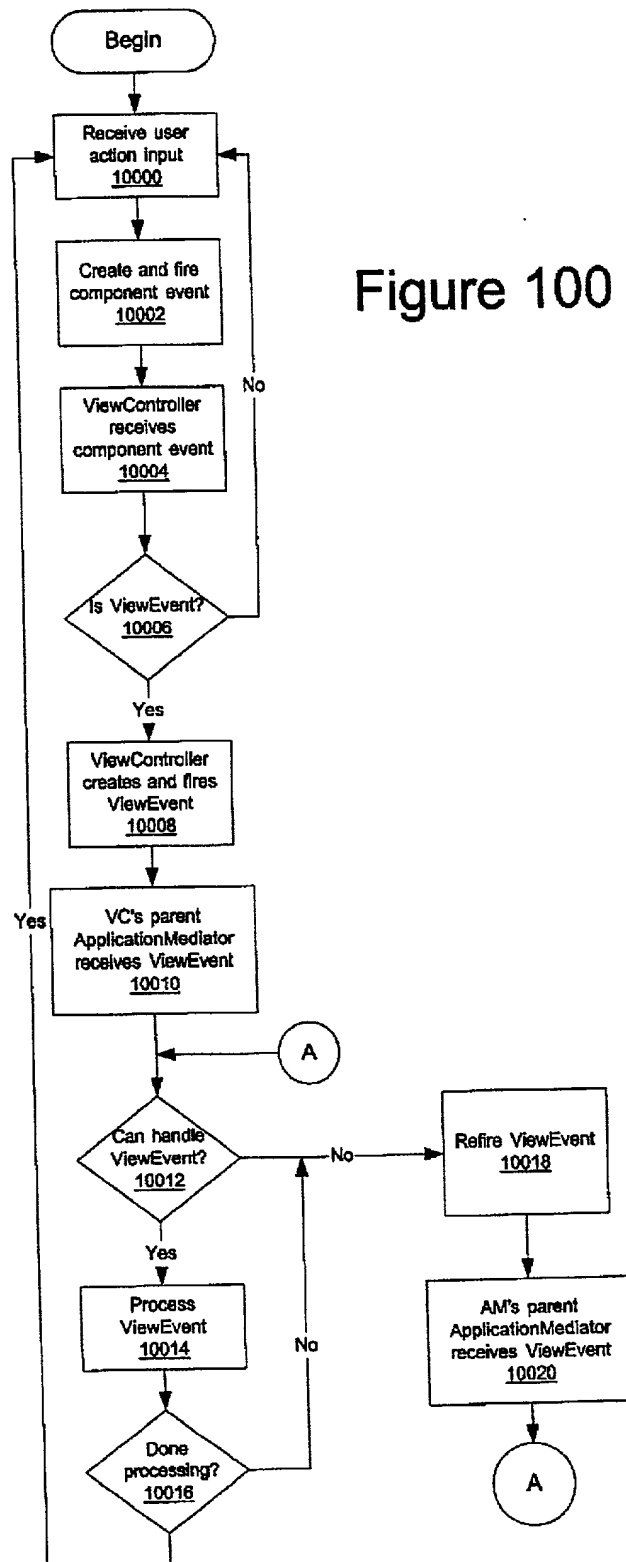 Begin
Receive user
action input
10000
Create and fire
component event
10002
Figure 100
No
ViewController
receives
component event
10004
Is ViewEvent?
10006
Yes
ViewController
creates and fires
ViewEvent
10008
Yes
VC's parent
ApplicationMediator
receives ViewEvent
10010
A
Can handle
ViewEvent?
10012
No
Refire ViewEvent
10018
Yes
Process
ViewEvent
10014
No
AM's parent
ApplicationMediator
receives ViewEvent
10020
Done
processing?
10016
A